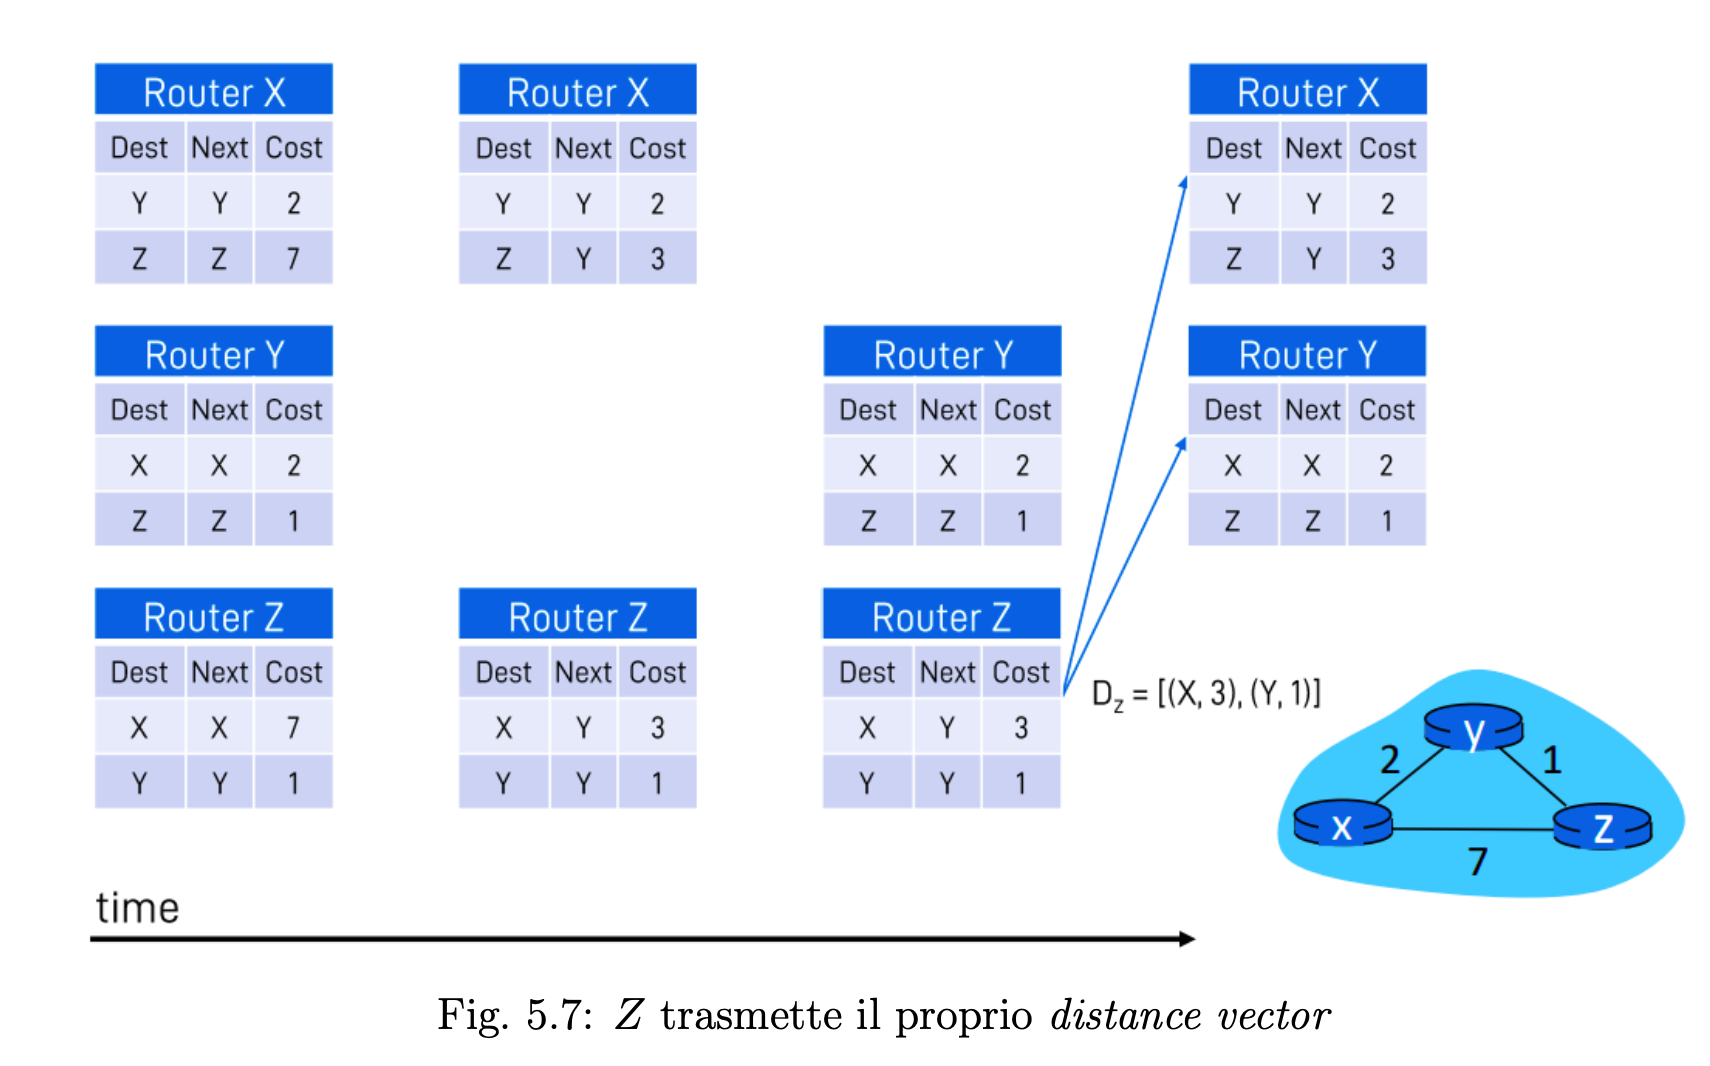 Router X
Dest Next Cost
Y Y 2
Z Z 7
Router X
Dest Next Cost
Y Y 2
Z Y 3
Router X
Dest Next Cost
Y Y 2
Z Y 3
Router Y
Dest Next Cost
X X 2
Z Z 1
Router Y
Dest Next Cost
X X 2
Z Z 1
Router Y
Dest Next Cost
X X 2
Z Z 1
Router Z
Dest Next Cost
X X 7
Y Y 1
Router Z
Dest Next Cost
X Y 3
Y Y 1
Router Z
Dest Next Cost
X Y 3
Y Y 1
Dz = [(X, 3), (Y, 1)]
y
2 1
x z
7
time
Fig. 5.7: Z trasmette il proprio distance vector